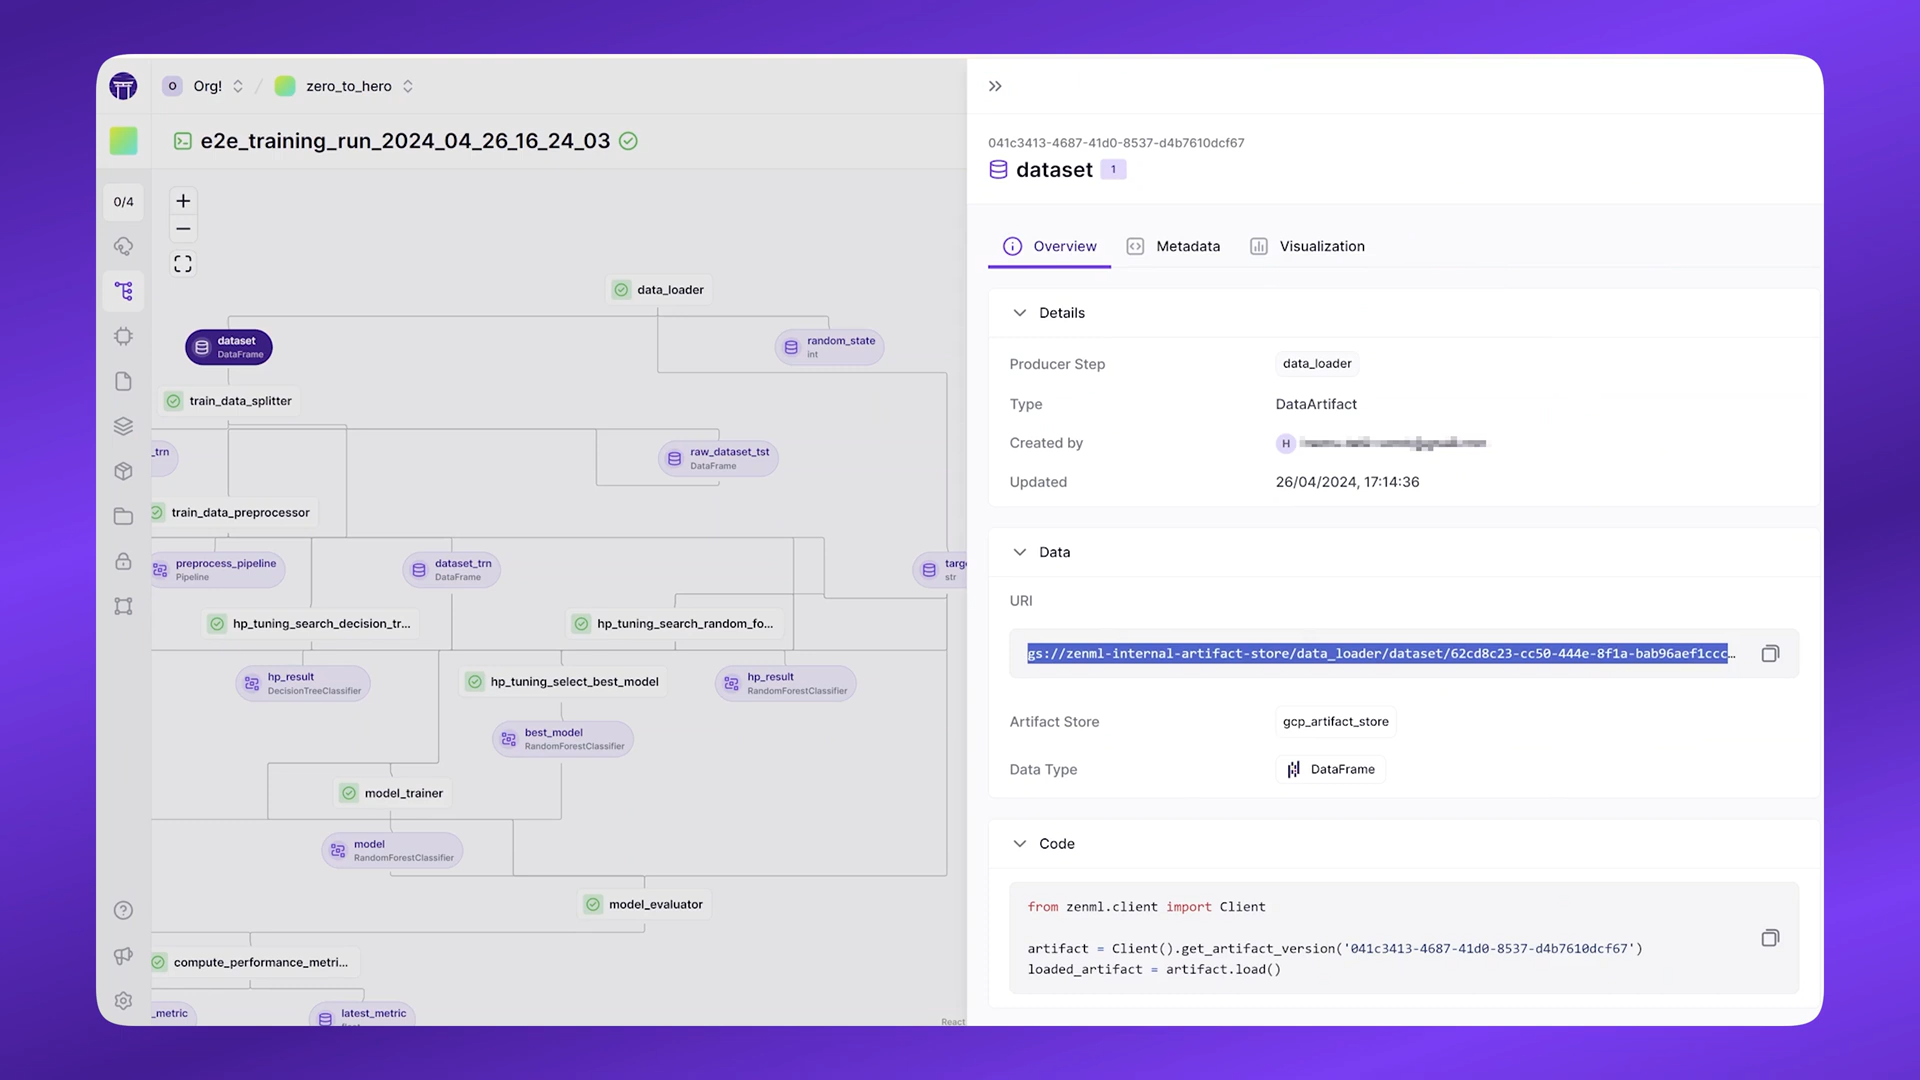 O Org! / zero_to_hero
e2e_training_run_2024_04_26_16_24_03
0/4
data_loader
dataset
DataFrame
random_state
int
train_data_splitter
_trn
raw_dataset_tst
DataFrame
train_data_preprocessor
preprocess_pipeline
Pipeline
dataset_trn
DataFrame
targ
str
hp_tuning_search_decision_tr...
hp_tuning_search_random_fo...
hp_result
DecisionTreeClassifier
hp_tuning_select_best_model
hp_result
RandomForestClassifier
best_model
RandomForestClassifier
model_trainer
model
RandomForestClassifier
model_evaluator
compute_performance_metri...
_metric
latest_metric
React
041c3413-4687-41d0-8537-d4b7610dcf67
dataset 1
Overview
Metadata
Visualization
Details
Producer Step data_loader
Type DataArtifact
Created by H
Updated 26/04/2024, 17:14:36
Data
URI
gs://zenml-internal-artifact-store/data_loader/dataset/62cd8c23-cc50-444e-8f1a-bab96aef1ccc…
Artifact Store gcp_artifact_store
Data Type DataFrame
Code
from zenml.client import Client
artifact = Client().get_artifact_version('041c3413-4687-41d0-8537-d4b7610dcf67')
loaded_artifact = artifact.load()